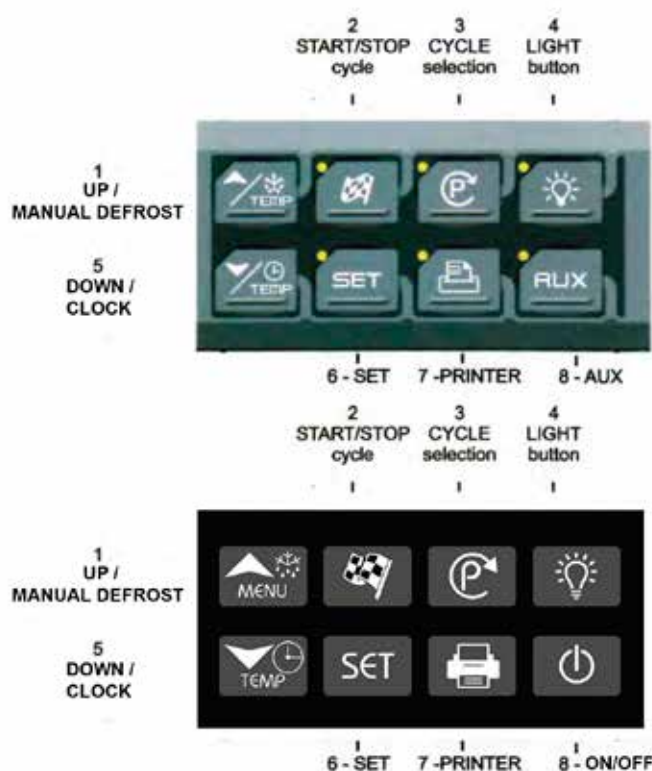 2 3 4
START/STOP CYCLE LIGHT
cycle selection button
1
UP /
MANUAL DEFROST
TEMP P
5
DOWN /
CLOCK
TEMP SET AUX
6 - SET 7 -PRINTER 8 - AUX
2 3 4
START/STOP CYCLE LIGHT
cycle selection button
1
UP /
MANUAL DEFROST
MENU P
5
DOWN /
CLOCK
TEMP SET
6 - SET 7 -PRINTER 8 - ON/OFF